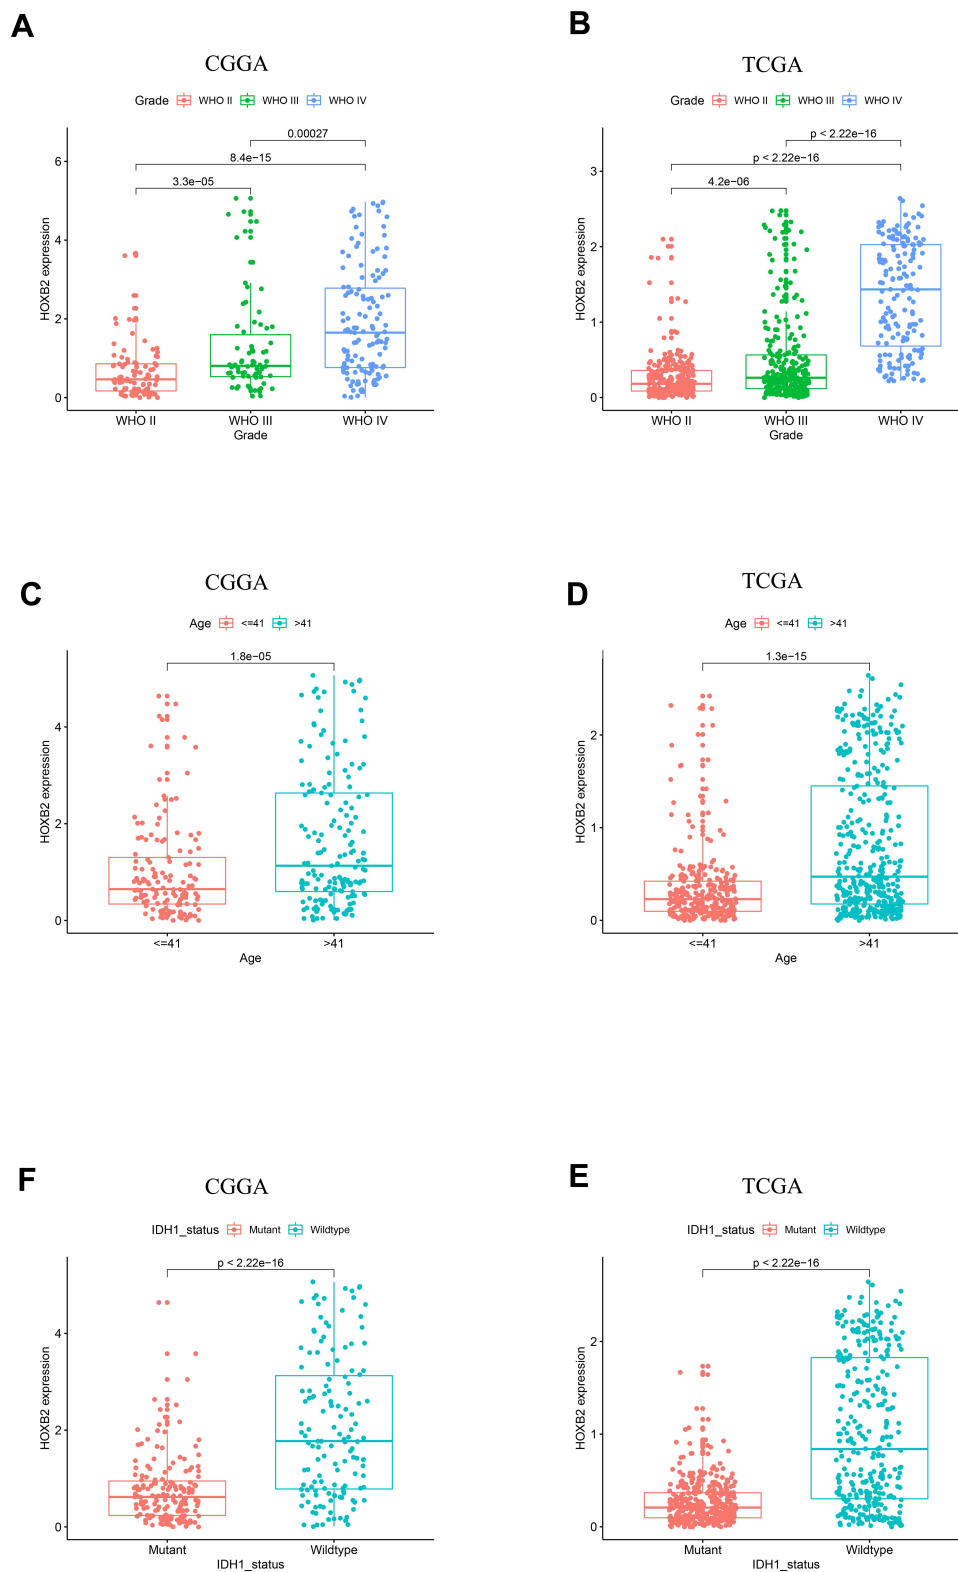 A
CGGA
Grade WHO II WHO III WHO IV
0.00027
8.4e−15
3.3e−05
6
4
2
0
HOXB2 expression
WHO II WHO III WHO IV
Grade
B
TCGA
Grade WHO II WHO III WHO IV
p < 2.22e−16
p < 2.22e−16
4.2e−06
3
2
1
0
HOXB2 expression
WHO II WHO III WHO IV
Grade
C
CGGA
Age <=41 >41
1.8e−05
4
2
0
HOXB2 expression
<=41 >41
Age
D
TCGA
Age <=41 >41
1.3e−15
2
1
0
HOXB2 expression
<=41 >41
Age
F
CGGA
IDH1_status Mutant Wildtype
p < 2.22e−16
4
2
0
HOXB2 expression
Mutant Wildtype
IDH1_status
E
TCGA
IDH1_status Mutant Wildtype
p < 2.22e−16
2
1
0
HOXB2 expression
Mutant Wildtype
IDH1_status